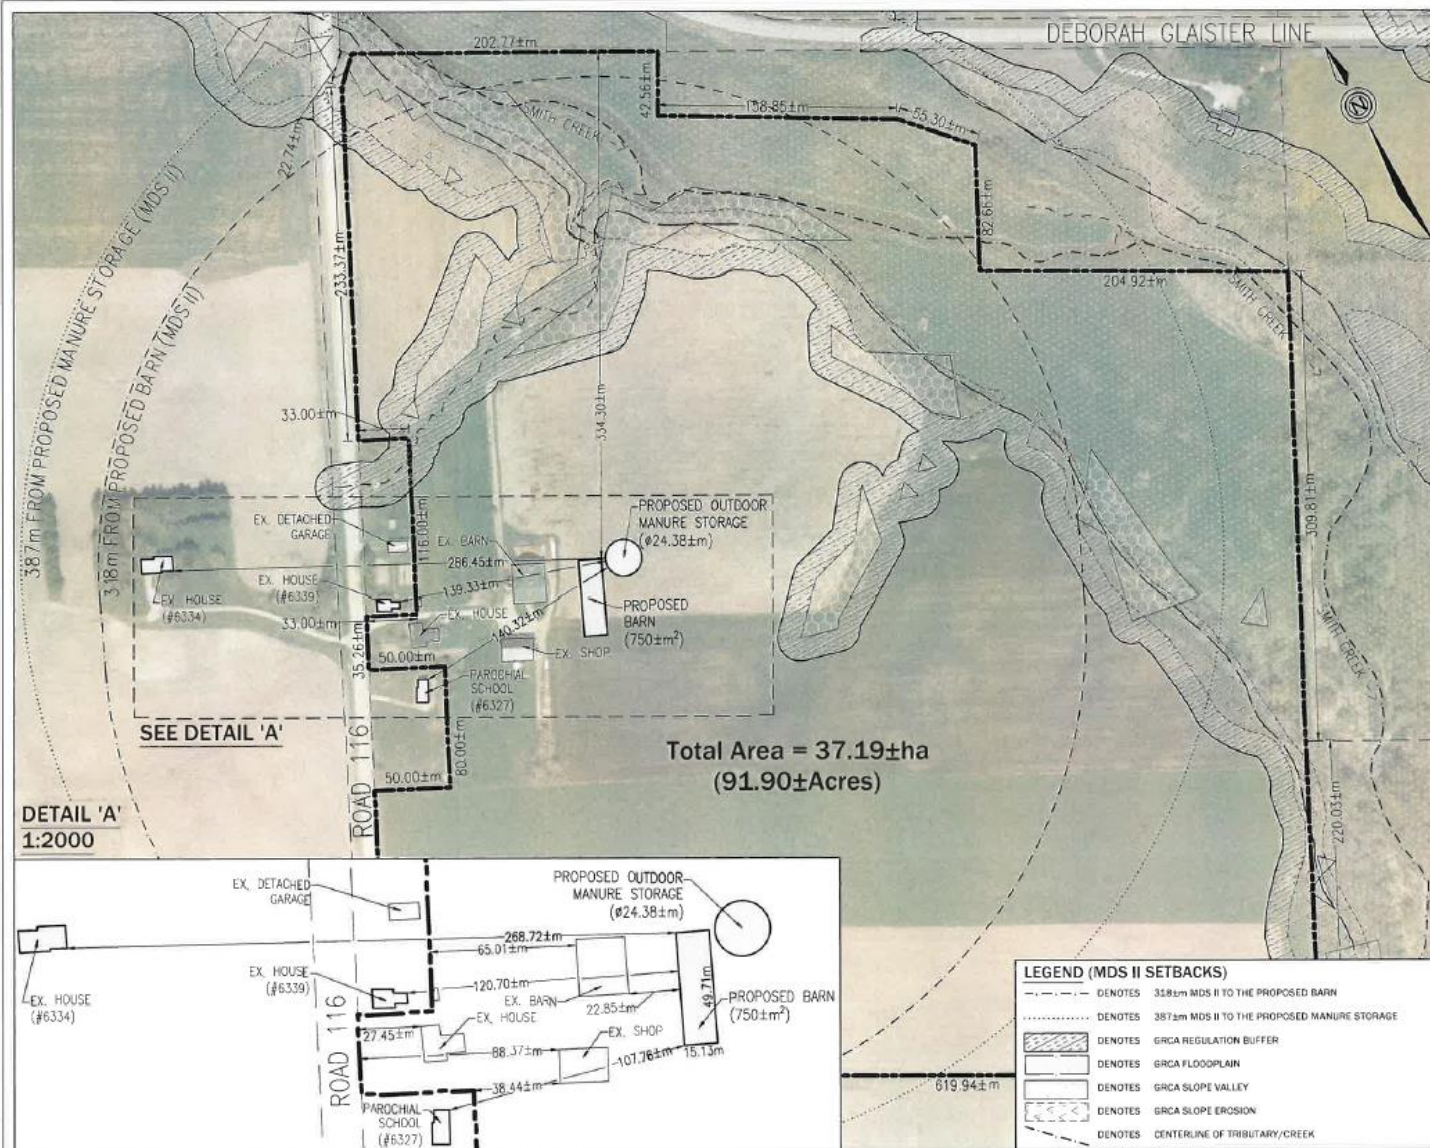 DEBORAH GLAISTER LINE
202.77±m
42.56±m
138.85±m
55.30±m
SMITH CREEK
22.74±m
N
82.66±m
204.92±m
SMITH CREEK
233.37±m
387m FROM PROPOSED MANURE STORAGE (MDS II)
318m FROM PROPOSED BARN (MDS II)
334.30±m
33.00±m
116.00±m
309.81±m
PROPOSED OUTDOOR
MANURE STORAGE
(ø24.38±m)
EX. DETACHED
GARAGE
EX. BARN
286.45±m
139.33±m
EX. HOUSE
(#6339)
EX. HOUSE
(#6334)
EX. HOUSE
33.00±m
140.32±m
PROPOSED
BARN
(750±m²)
35.26±m
50.00±m
EX. SHOP
PAROCHIAL
SCHOOL
(#6327)
SMITH CREEK
SEE DETAIL 'A'
80.00±m
50.00±m
ROAD 116
Total Area = 37.19±ha
(91.90±Acres)
220.03±m
DETAIL 'A'
1:2000
EX. DETACHED
GARAGE
PROPOSED OUTDOOR
MANURE STORAGE
(ø24.38±m)
268.72±m
65.01±m
EX. HOUSE
(#6339)
120.70±m
EX. BARN
22.85±m
49.71m
PROPOSED BARN
(750±m²)
EX. HOUSE
(#6334)
EX. HOUSE
EX. SHOP
27.45±m
88.37±m
107.76±m
15.13m
38.44±m
ROAD 116
PAROCHIAL
SCHOOL
(#6327)
619.94±m
LEGEND (MDS II SETBACKS)
DENOTES 318±m MDS II TO THE PROPOSED BARN
DENOTES 387±m MDS II TO THE PROPOSED MANURE STORAGE
DENOTES GRCA REGULATION BUFFER
DENOTES GRCA FLOODPLAIN
DENOTES GRCA SLOPE VALLEY
DENOTES GRCA SLOPE EROSION
DENOTES CENTERLINE OF TRIBUTARY/CREEK